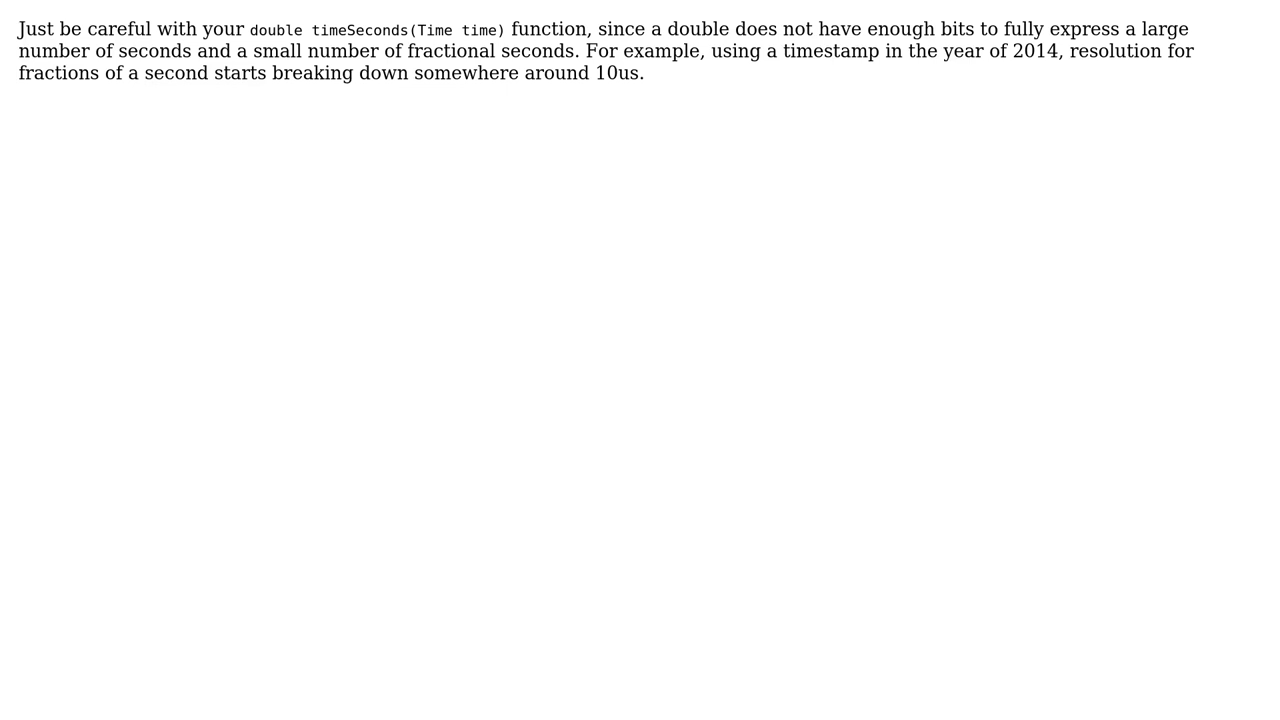 Just be careful with your double timeSeconds(Time time) function, since a double does not have enough bits to fully express a large
number of seconds and a small number of fractional seconds. For example, using a timestamp in the year of 2014, resolution for
fractions of a second starts breaking down somewhere around 10us.